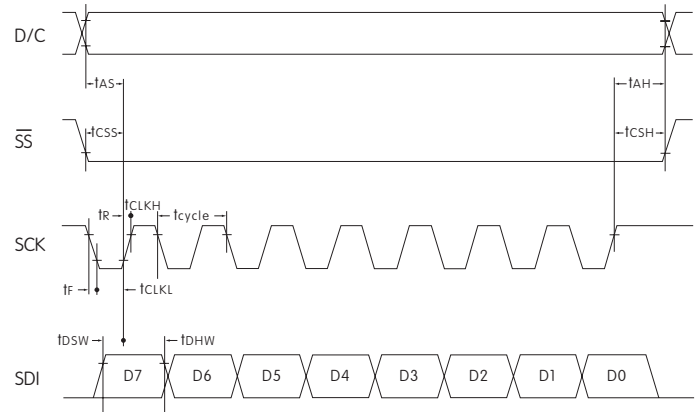 D/C
tAS
tAH
SS
tCSS
tCSH
SCK
tR
tCLKH
tcycle
tF
tCLKL
SDI
tDSW
tDHW
D7 D6 D5 D4 D3 D2 D1 D0